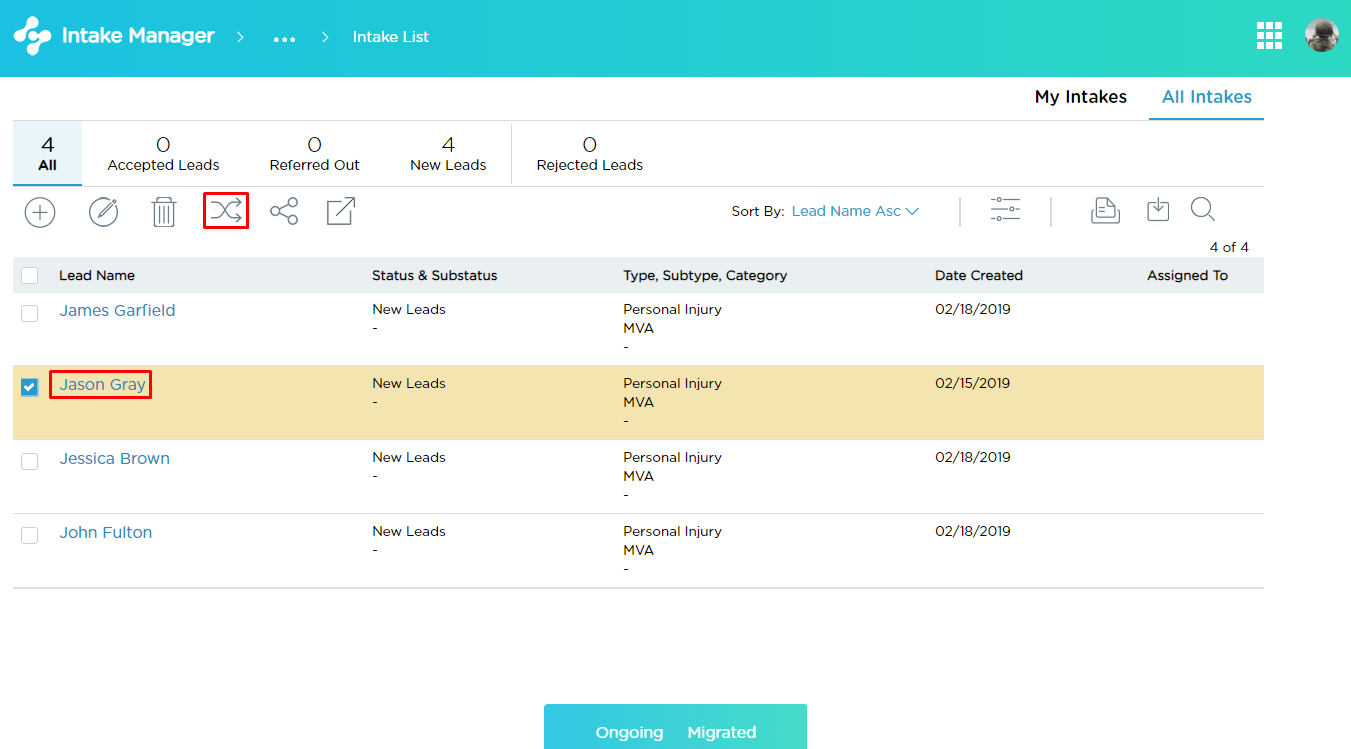 Intake Manager > ... > Intake List
My Intakes All Intakes
4 0 0 4 0
All Accepted Leads Referred Out New Leads Rejected Leads
Sort By: Lead Name Asc
4 of 4
Lead Name Status & Substatus Type, Subtype, Category Date Created Assigned To
James Garfield New Leads Personal Injury 02/18/2019
- MVA
-
Jason Gray New Leads Personal Injury 02/15/2019
- MVA
-
Jessica Brown New Leads Personal Injury 02/18/2019
- MVA
-
John Fulton New Leads Personal Injury 02/18/2019
- MVA
-
Ongoing Migrated